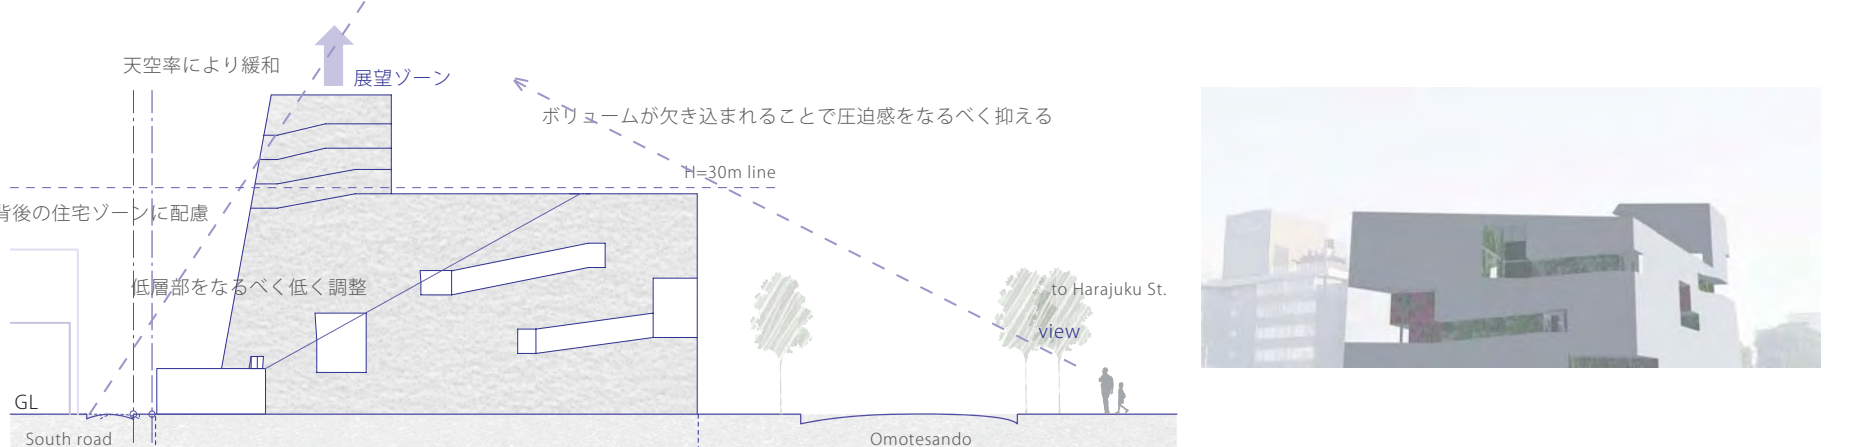 天空率により緩和
展望ゾーン
ボリュームが欠き込まれることで圧迫感をなるべく抑える
H=30m line
背後の住宅ゾーンに配慮
低層部をなるべく低く調整
to Harajuku St.
view
GL
South road
Omotesando